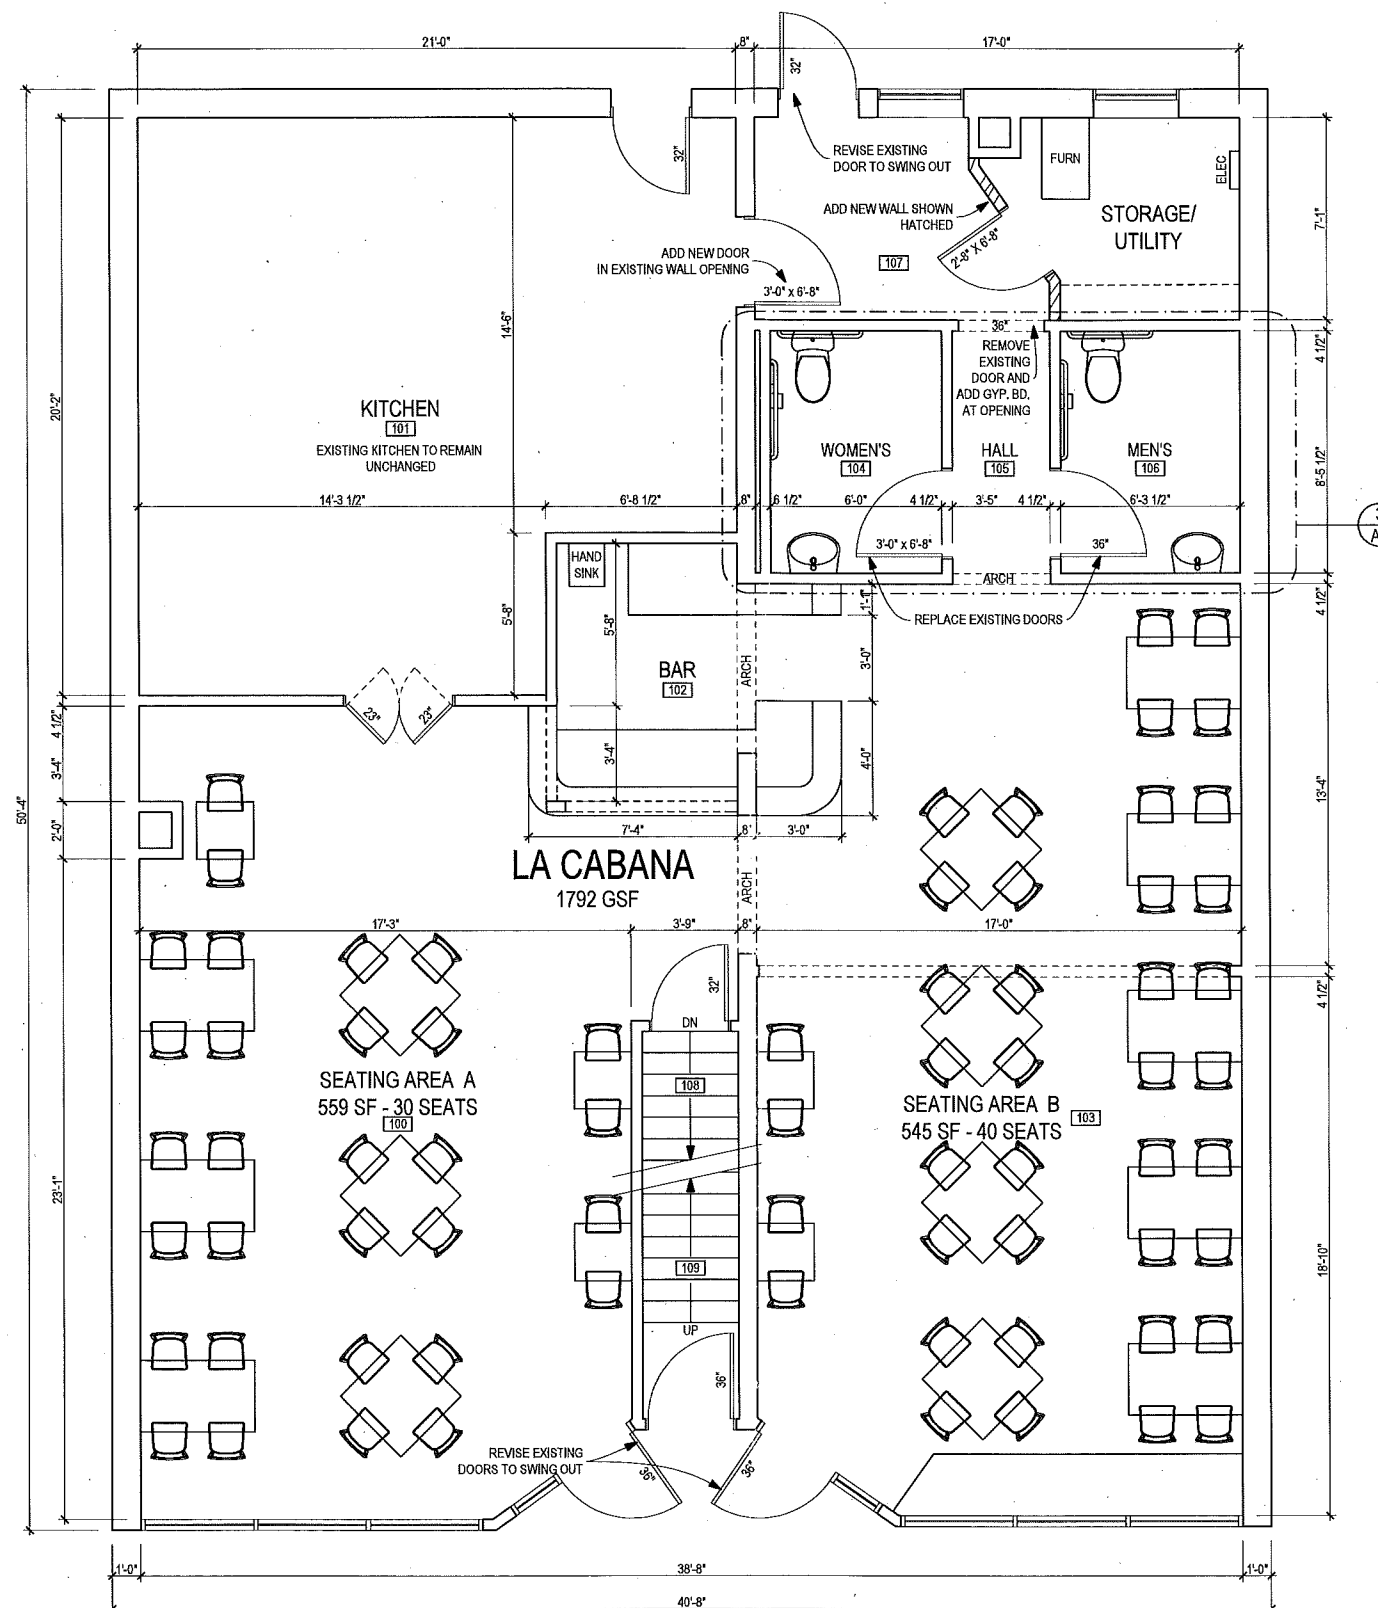 21'-0"
8"
17'-0"
32"
32"
REVISE EXISTING
DOOR TO SWING OUT
FURN
ELEC
STORAGE/
UTILITY
7'-1"
ADD NEW WALL SHOWN
HATCHED
2'-8" X 6'-8"
107
ADD NEW DOOR
IN EXISTING WALL OPENING
3'-0" x 6'-8"
14'-6"
36"
REMOVE
EXISTING
DOOR AND
ADD GYP. BD.
AT OPENING
4 1/2"
20'-2"
KITCHEN
101
EXISTING KITCHEN TO REMAIN
UNCHANGED
WOMEN'S
104
HALL
105
MEN'S
106
8'-5 1/2"
14'-3 1/2"
6'-8 1/2"
8"
6 1/2"
6'-0"
4 1/2"
3'-5"
4 1/2"
6'-3 1/2"
3'-0" x 6'-8"
36"
HAND
SINK
ARCH
4 1/2"
1'-1"
REPLACE EXISTING DOORS
5'-8"
5'-8"
3'-0"
BAR
102
ARCH
23"
23"
4 1/2"
3'-4"
3'-4"
4'-0"
50'-4"
13'-4"
2'-0"
7'-4"
8"
3'-0"
LA CABANA
1792 GSF
ARCH
17'-3"
3'-9"
8"
17'-0"
32"
4 1/2"
DN
108
SEATING AREA A
559 SF - 30 SEATS
100
SEATING AREA B
545 SF - 40 SEATS
103
23'-1"
109
18'-10"
UP
36"
REVISE EXISTING
DOORS TO SWING OUT
36"
36"
1'-0"
38'-8"
1'-0"
40'-8"